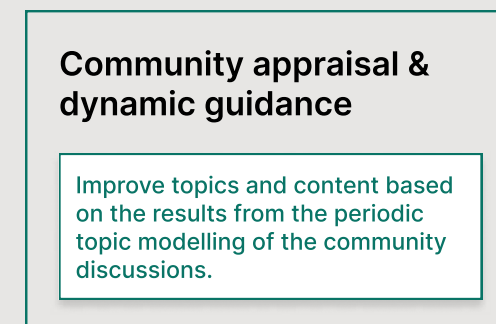 Community appraisal &
dynamic guidance
Improve topics and content based
on the results from the periodic
topic modelling of the community
discussions.